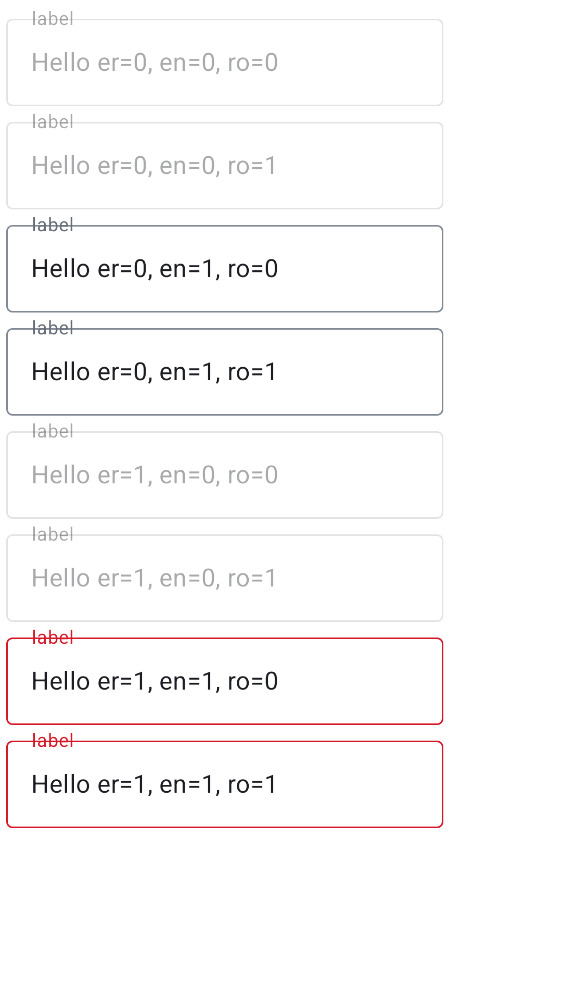 label
Hello er=0, en=0, ro=0
label
Hello er=0, en=0, ro=1
label
Hello er=0, en=1, ro=0
label
Hello er=0, en=1, ro=1
label
Hello er=1, en=0, ro=0
label
Hello er=1, en=0, ro=1
label
Hello er=1, en=1, ro=0
label
Hello er=1, en=1, ro=1